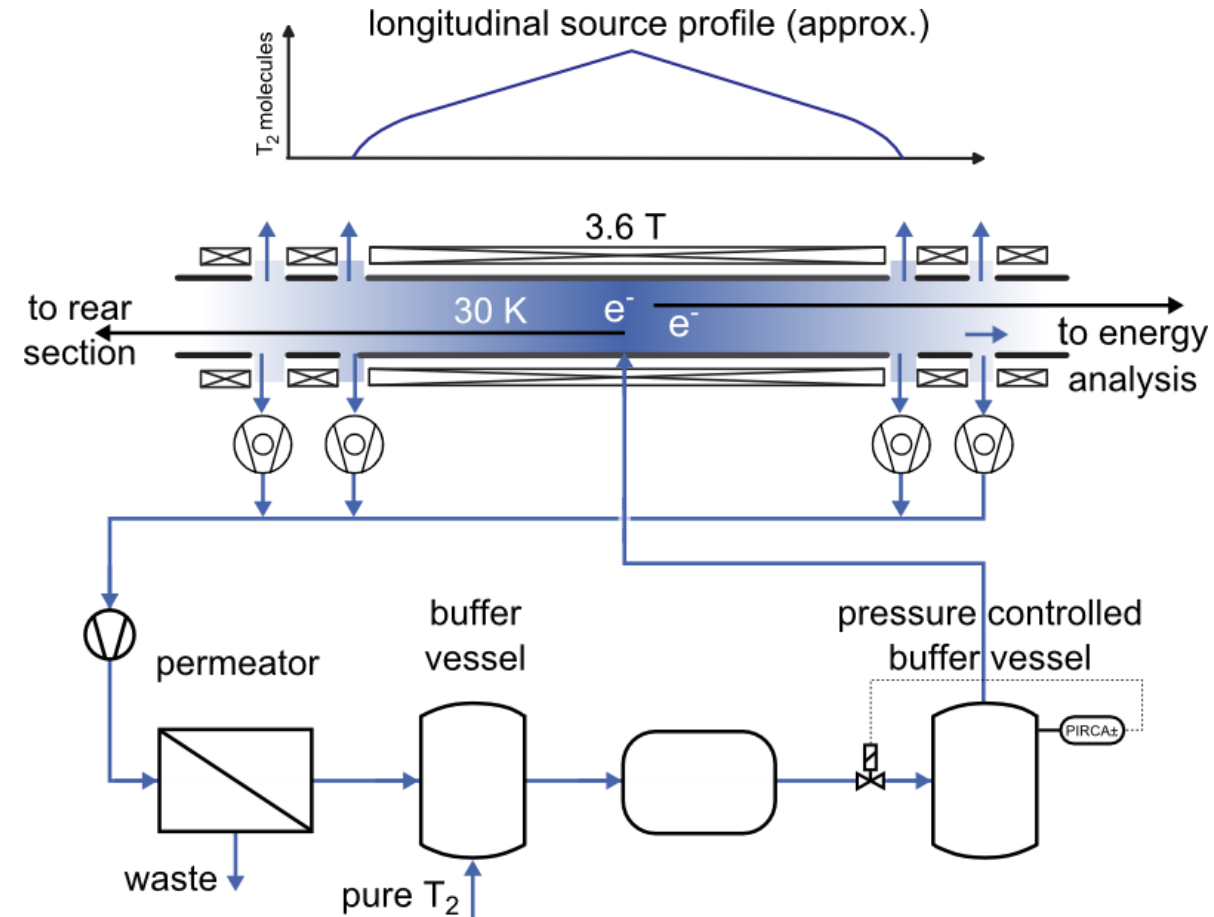 longitudinal source profile (approx.)
T₂ molecules
3.6 T
to rear
section
30 K
e⁻
e⁻
to energy
analysis
buffer
vessel
pressure controlled
buffer vessel
permeator
PIRCA±
waste
pure T₂